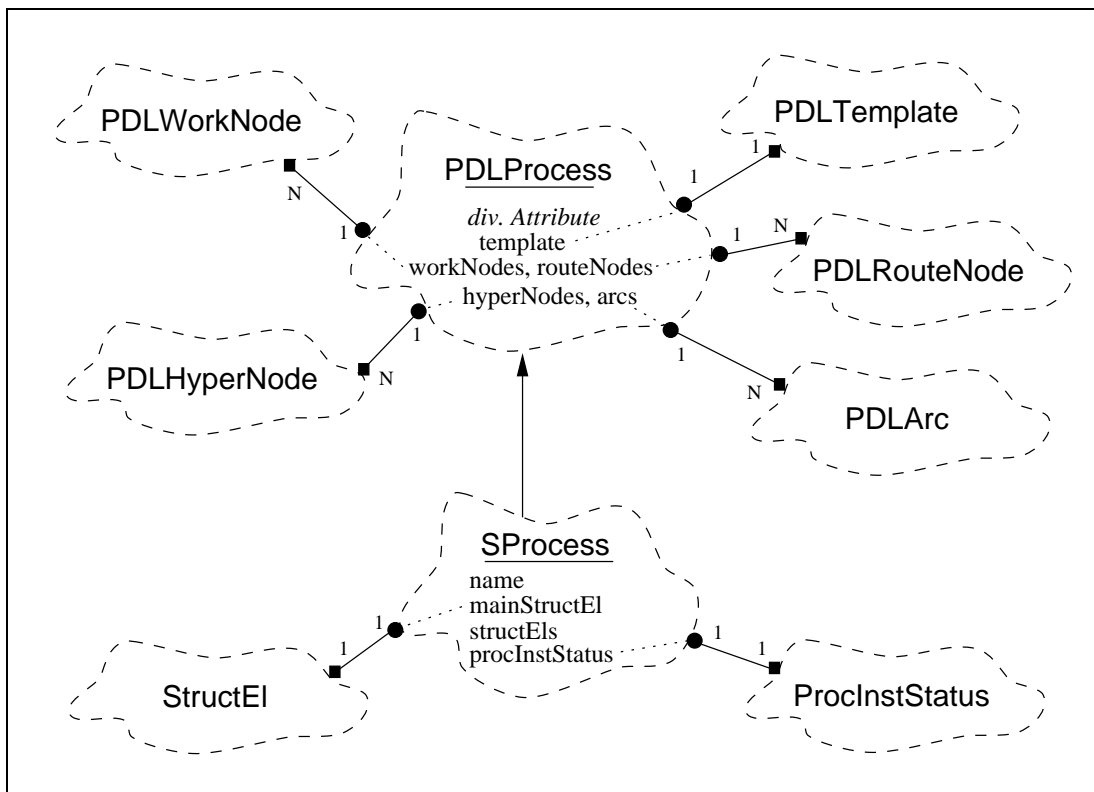 PDLWorkNode
PDLTemplate
PDLProcess
N
1
1
1
div. Attribute
template
workNodes, routeNodes
hyperNodes, arcs
1
N
PDLRouteNode
1
N
PDLHyperNode
1
N
PDLArc
SProcess
name
mainStructEl
structEls
procInstStatus
1
1
StructEl
1
1
ProcInstStatus